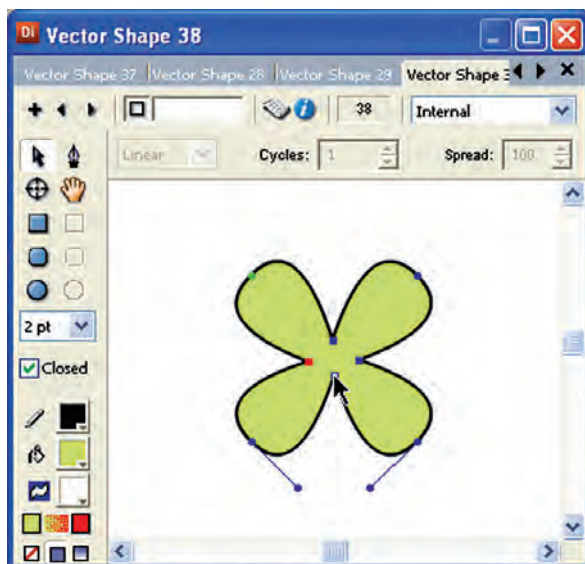 Di Vector Shape 38
Vector Shape 37 Vector Shape 28 Vector Shape 29 Vector Shape 3
38 Internal
Linear Cycles: 1 Spread: 100
2 pt
Closed